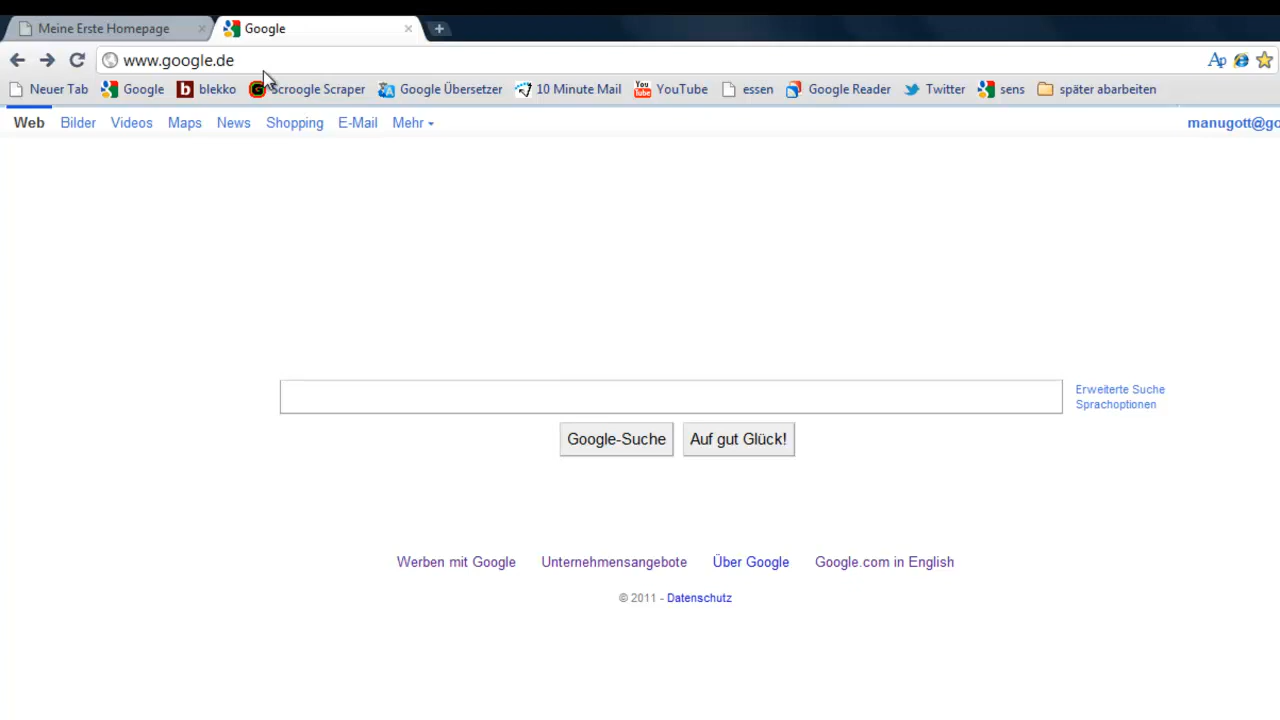 Meine Erste Homepage Google
www.google.de
Neuer Tab Google blekko Scroogle Scraper Google Übersetzer 10 Minute Mail YouTube essen Google Reader Twitter sens später abarbeiten
Web Bilder Videos Maps News Shopping E-Mail Mehr manugott@go
Erweiterte Suche
Sprachoptionen
Google-Suche Auf gut Glück!
Werben mit Google Unternehmensangebote Über Google Google.com in English
© 2011 - Datenschutz